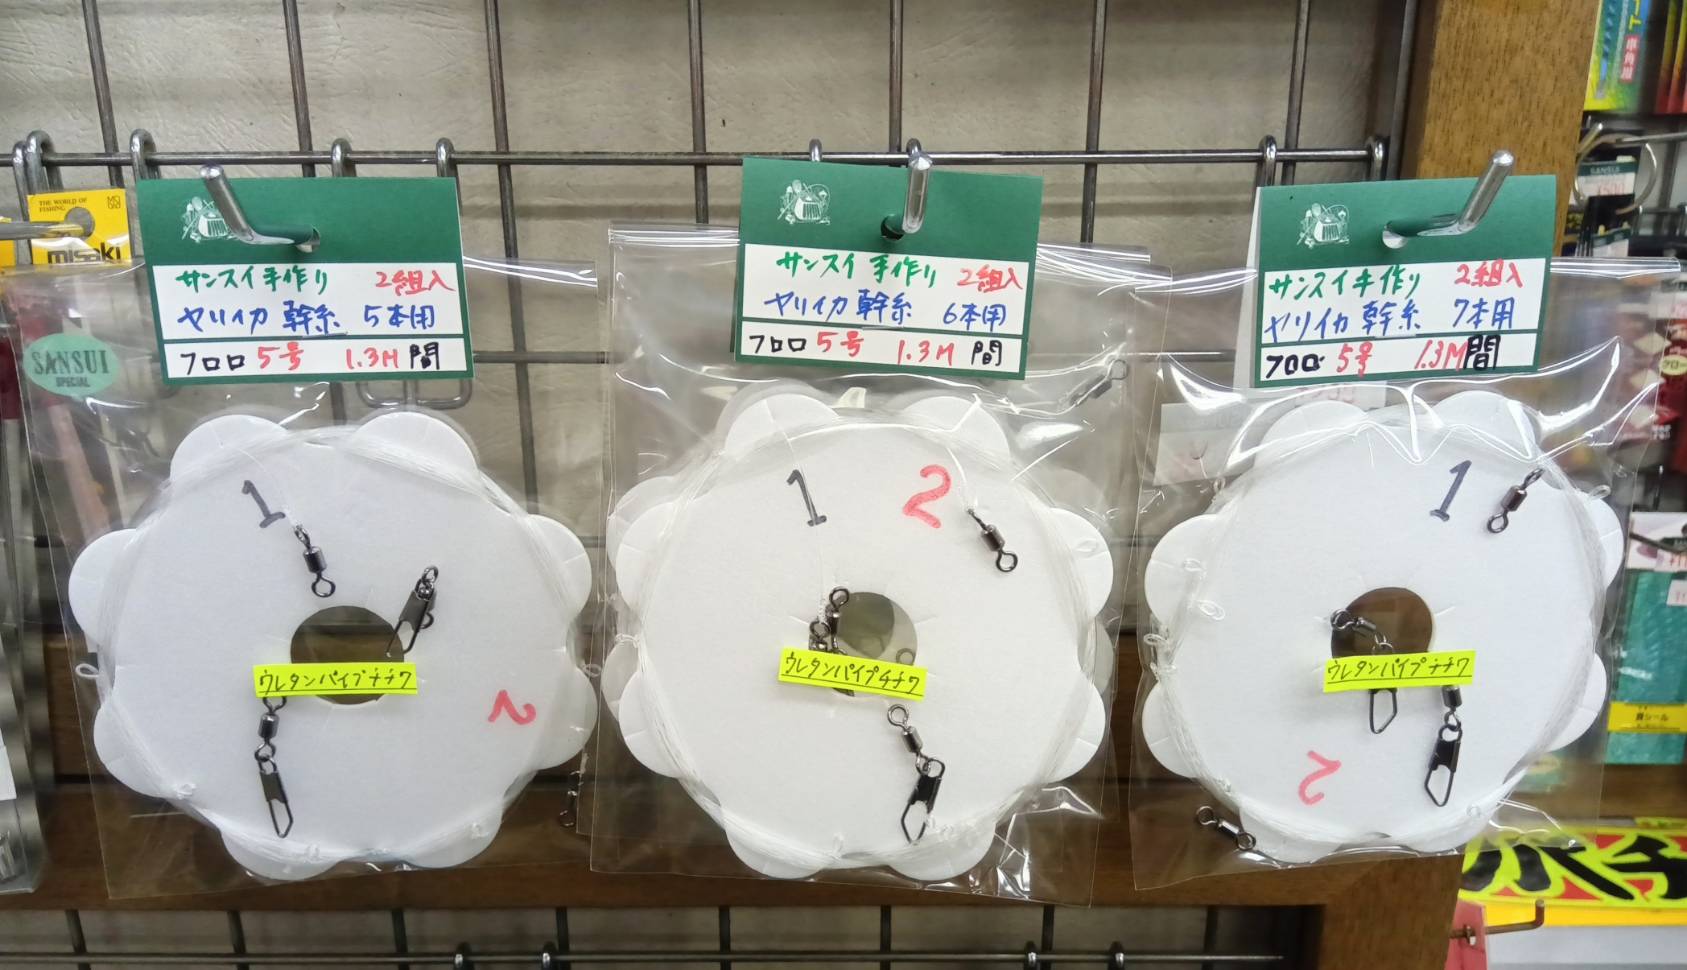 THE WORLD OF FISHING
misaki
サンスイ手作り 2組入
ヤリイカ幹糸 5本用
フロロ 5号 1.3M間
SANSUI
SPECIAL
1
2
ウレタンパイプチチワ
サンスイ手作り 2組入
ヤリイカ幹糸 6本用
フロロ 5号 1.3M間
1 2
ウレタンパイプチチワ
サンスイ手作り 2組入
ヤリイカ幹糸 7本用
フロロ 5号 1.3M間
1
2
ウレタンパイプチチワ
SANSUI